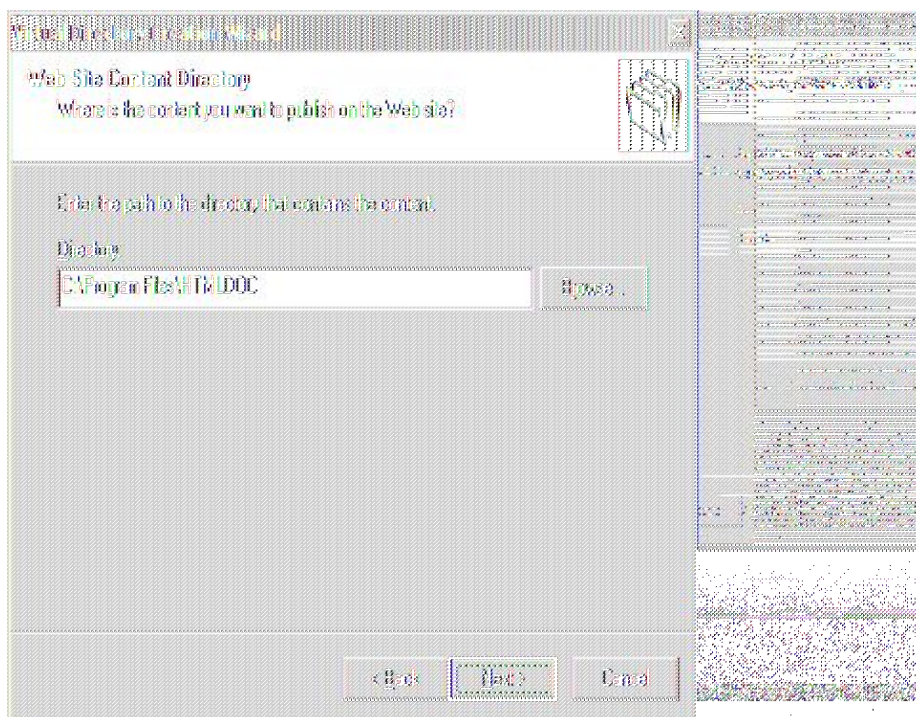 Virtual Directory Creation Wizard
Web Site Content Directory
Where is the content you want to publish on the Web site?
Enter the path to the directory that contains the content.
Directory:
C:\Program Files\HTMLDOC
Browse...
< Back
Next >
Cancel